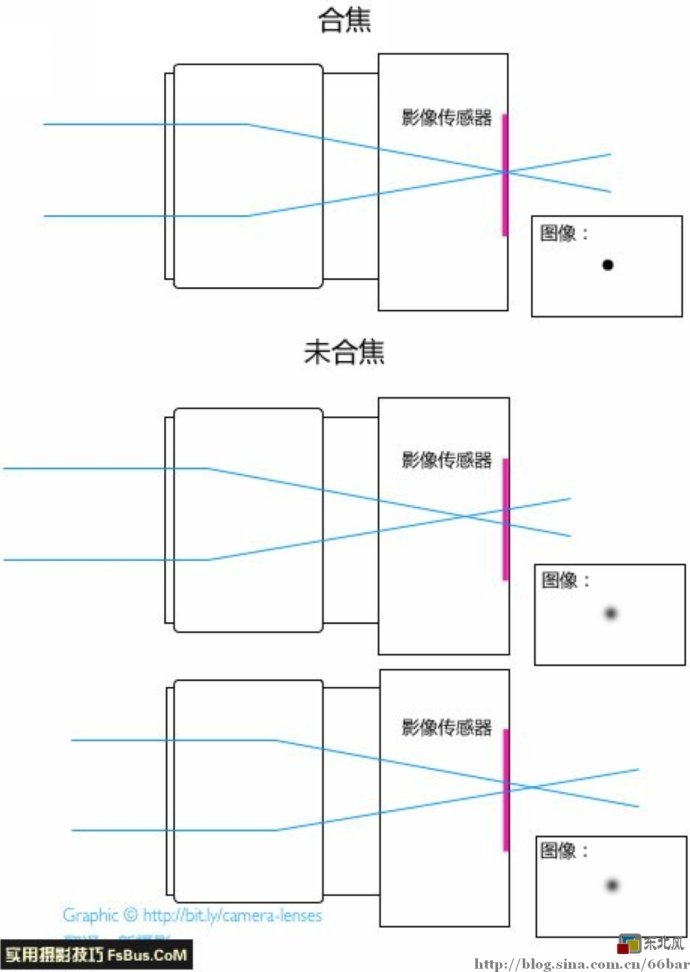 合焦
影像传感器
图像：
未合焦
影像传感器
图像：
影像传感器
图像：
Graphic © http://bit.ly/camera-lenses
实用摄影技巧 FsBus.CoM
东北风
http://blog.sina.com.cn/66bar